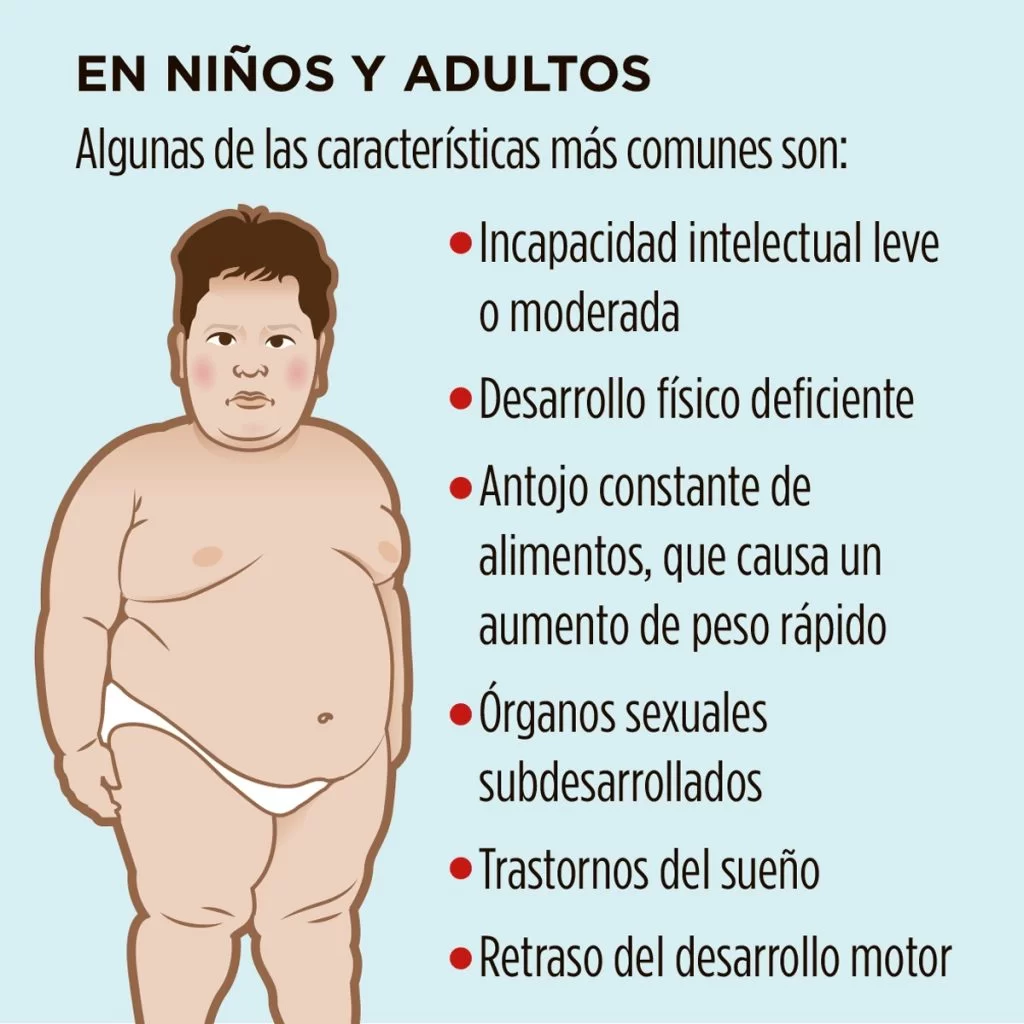 EN NIÑOS Y ADULTOS
Algunas de las características más comunes son:
•Incapacidad intelectual leve
o moderada
•Desarrollo físico deficiente
•Antojo constante de
alimentos, que causa un
aumento de peso rápido
•Órganos sexuales
subdesarrollados
•Trastornos del sueño
•Retraso del desarrollo motor